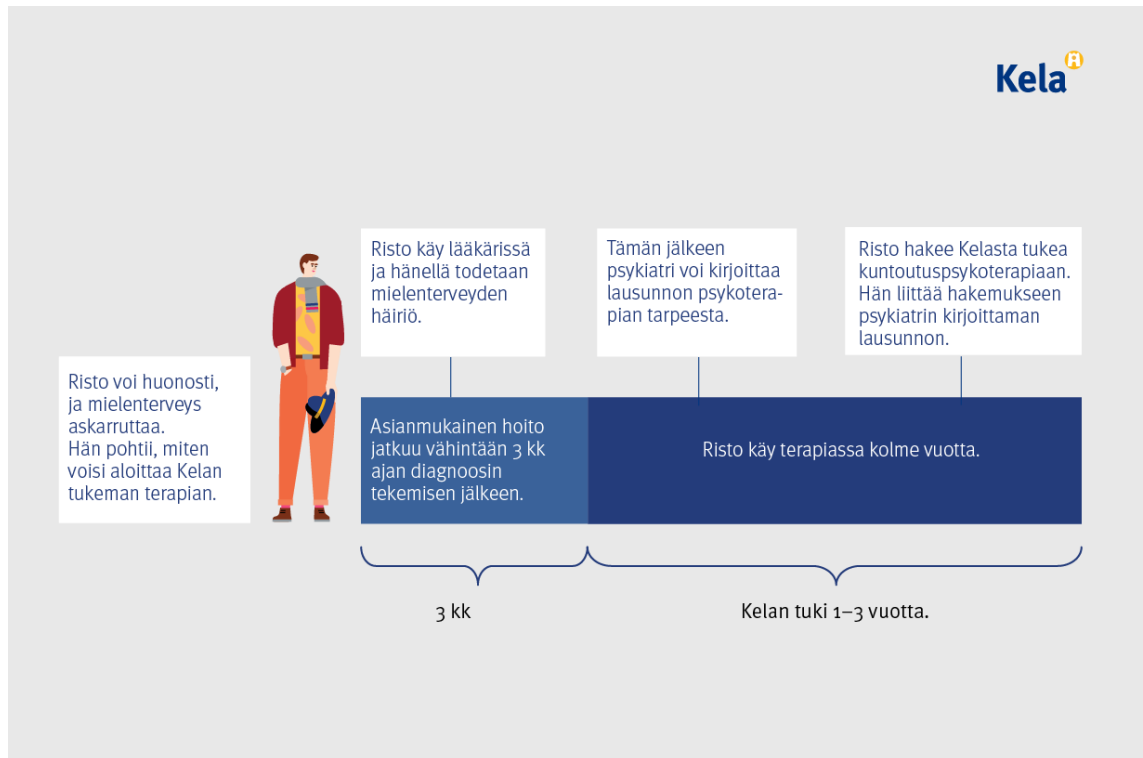 Kela
Risto voi huonosti,
ja mielenterveys
askarruttaa.
Hän pohtii, miten
voisi aloittaa Kelan
tukeman terapian.
Risto käy lääkärissä
ja hänellä todetaan
mielenterveyden
häiriö.
Tämän jälkeen
psykiatri voi kirjoittaa
lausunnon psykotera-
pian tarpeesta.
Risto hakee Kelasta tukea
kuntoutuspsykoterapiaan.
Hän liittää hakemukseen
psykiatrin kirjoittaman
lausunnon.
Asianmukainen hoito
jatkuu vähintään 3 kk
ajan diagnoosin
tekemisen jälkeen.
Risto käy terapiassa kolme vuotta.
3 kk
Kelan tuki 1–3 vuotta.